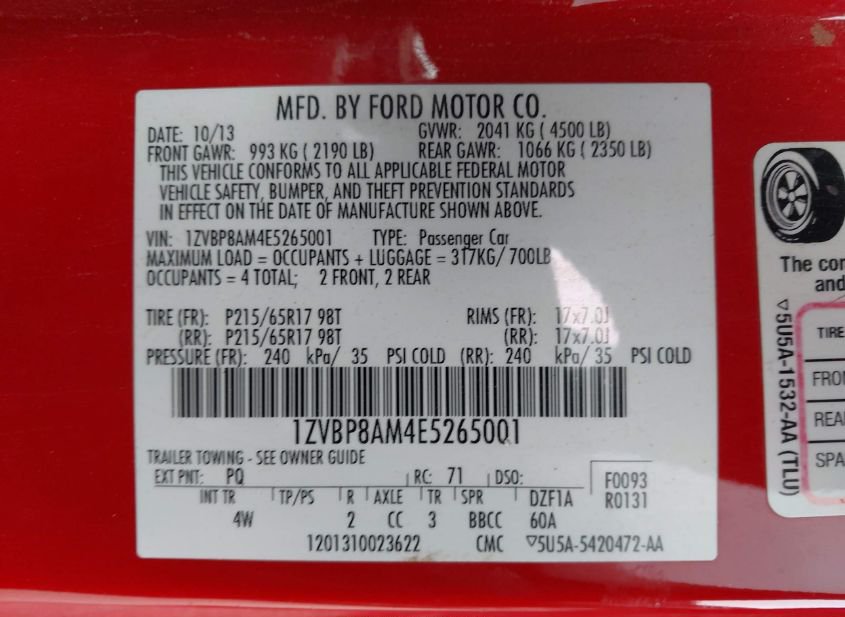 MFD. BY FORD MOTOR CO.
DATE: 10/13 GVWR: 2041 KG ( 4500 LB)
FRONT GAWR: 993 KG ( 2190 LB) REAR GAWR: 1066 KG ( 2350 LB)
THIS VEHICLE CONFORMS TO ALL APPLICABLE FEDERAL MOTOR
VEHICLE SAFETY, BUMPER, AND THEFT PREVENTION STANDARDS
IN EFFECT ON THE DATE OF MANUFACTURE SHOWN ABOVE.
VIN: 1ZVBP8AM4E5265001 TYPE: Passenger Car
MAXIMUM LOAD = OCCUPANTS + LUGGAGE = 317KG/ 700LB
OCCUPANTS = 4 TOTAL; 2 FRONT, 2 REAR
TIRE (FR): P215/65R17 98T RIMS (FR): 17x7.0J
(RR): P215/65R17 98T (RR): 17x7.0J
PRESSURE (FR): 240 kPa/ 35 PSI COLD (RR): 240 kPa/ 35 PSI COLD
1ZVBP8AM4E5265001
TRAILER TOWING - SEE OWNER GUIDE
EXT PNT: PQ RC: 71 DSO: F0093
INT TR TP/PS R AXLE TR SPR DZF1A R0131
4W 2 CC 3 BBCC 60A
1201310023622 CMC ▽5U5A-5420472-AA
The con
and
▽5U5A-1532-AA (TLU)
TIRE
FRON
REA
SPA